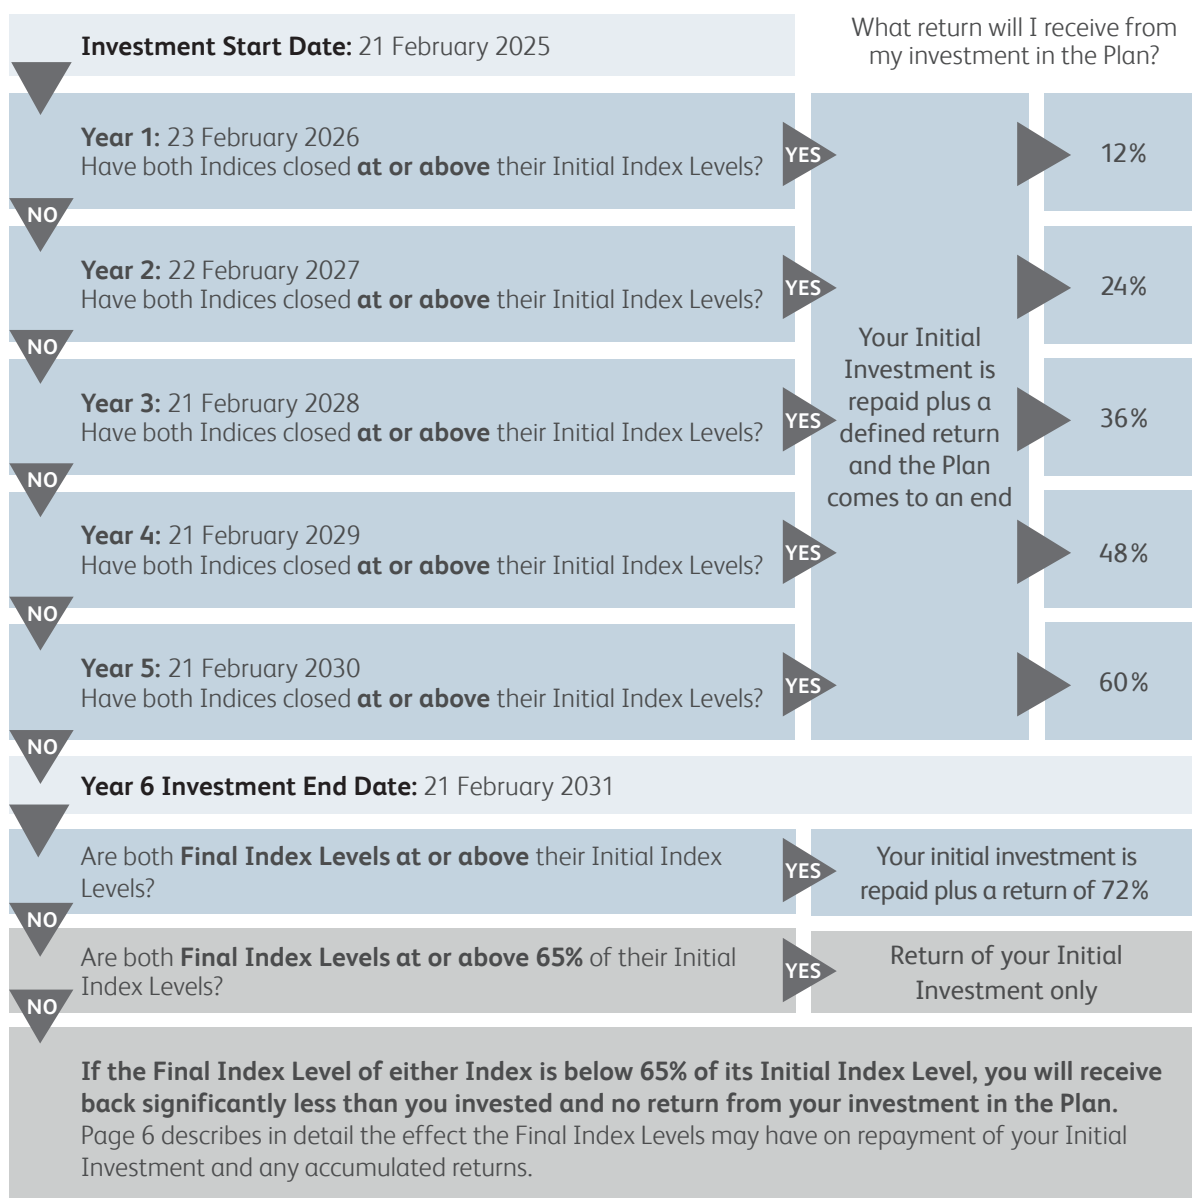 What return will I receive from
my investment in the Plan?
Investment Start Date: 21 February 2025
Year 1: 23 February 2026
Have both Indices closed at or above their Initial Index Levels?
YES
12%
NO
Year 2: 22 February 2027
Have both Indices closed at or above their Initial Index Levels?
YES
24%
NO
Year 3: 21 February 2028
Have both Indices closed at or above their Initial Index Levels?
YES
36%
NO
Year 4: 21 February 2029
Have both Indices closed at or above their Initial Index Levels?
YES
48%
NO
Year 5: 21 February 2030
Have both Indices closed at or above their Initial Index Levels?
YES
60%
Your Initial
Investment is
repaid plus a
defined return
and the Plan
comes to an end
NO
Year 6 Investment End Date: 21 February 2031
Are both Final Index Levels at or above their Initial Index
Levels?
YES
Your initial investment is
repaid plus a return of 72%
NO
Are both Final Index Levels at or above 65% of their Initial
Index Levels?
YES
Return of your Initial
Investment only
NO
If the Final Index Level of either Index is below 65% of its Initial Index Level, you will receive
back significantly less than you invested and no return from your investment in the Plan.
Page 6 describes in detail the effect the Final Index Levels may have on repayment of your Initial
Investment and any accumulated returns.